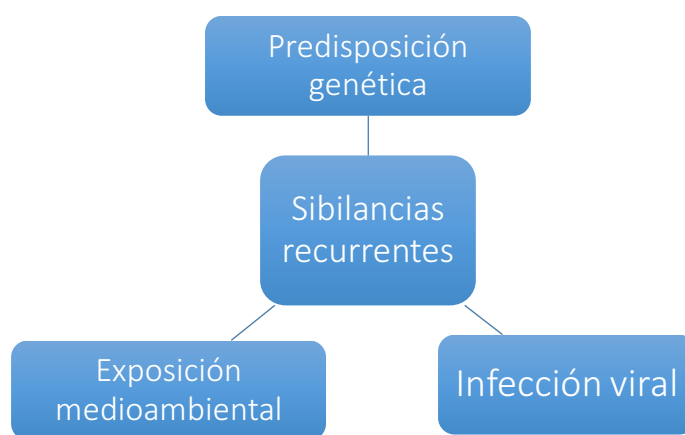 Predisposición
genética
Sibilancias
recurrentes
Exposición
medioambiental
Infección viral